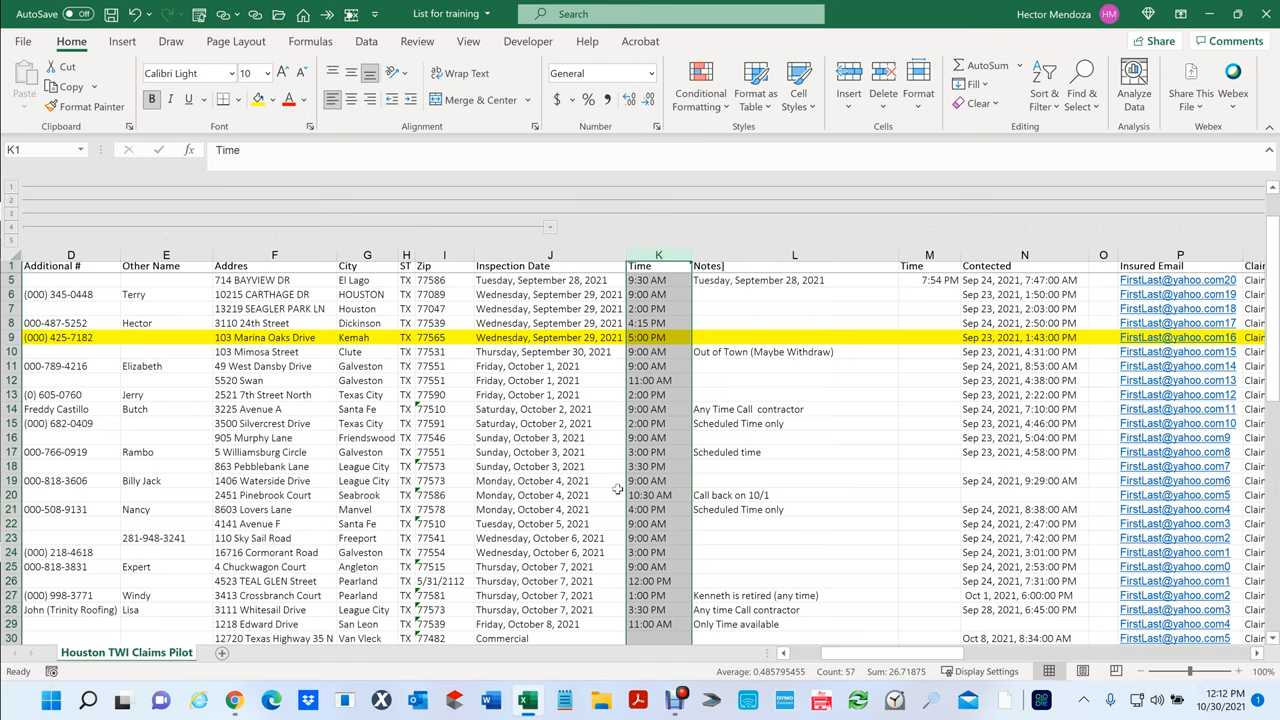 AutoSave Off List for training Search Hector Mendoza HM
File Home Insert Draw Page Layout Formulas Data Review View Developer Help Acrobat Share Comments
Paste Cut Copy Format Painter Calibri Light 10 Wrap Text Merge & Center General Conditional Formatting Format as Table Cell Styles Insert Delete Format AutoSum Fill Clear Sort & Filter Find & Select Analyze Data Share This File Webex
Clipboard Font Alignment Number Styles Cells Editing Analysis Webex
K1 fx Time
1
2
3
4
5
D E F G H I J K L M N O P
1 Additional # Other Name Addres City ST Zip Inspection Date Time Notes] Time Contected Insured Email Clai
5 714 BAYVIEW DR El Lago TX 77586 Tuesday, September 28, 2021 9:30 AM Tuesday, September 28, 2021 7:54 PM Sep 24, 2021, 7:47:00 AM FirstLast@yahoo.com20 Clai
6 (000) 345-0448 Terry 10215 CARTHAGE DR HOUSTON TX 77089 Wednesday, September 29, 2021 9:00 AM Sep 23, 2021, 1:50:00 PM FirstLast@yahoo.com19 Clai
7 13219 SEAGLER PARK LN Houston TX 77047 Wednesday, September 29, 2021 2:00 PM Sep 23, 2021, 2:50:00 PM FirstLast@yahoo.com18 Clai
8 000-487-5252 Hector 3110 24th Street Dickinson TX 77539 Wednesday, September 29, 2021 4:15 PM Sep 24, 2021, 2:50:00 PM FirstLast@yahoo.com17 Clai
9 (000) 425-7182 103 Marina Oaks Drive Kemah TX 77565 Wednesday, September 29, 2021 5:00 PM Sep 23, 2021, 1:43:00 PM FirstLast@yahoo.com16 Clai
10 103 Mimosa Street Clute TX 77531 Thursday, September 30, 2021 9:00 AM Out of Town (Maybe Withdraw) Sep 23, 2021, 4:31:00 PM FirstLast@yahoo.com15 Clai
11 000-789-4216 Elizabeth 49 West Dansby Drive Galveston TX 77551 Friday, October 1, 2021 9:00 AM Sep 24, 2021, 8:53:00 AM FirstLast@yahoo.com14 Clai
12 5520 Swan Galveston TX 77551 Friday, October 1, 2021 11:00 AM Sep 23, 2021, 4:38:00 PM FirstLast@yahoo.com13 Clai
13 (0) 605-0760 Jerry 2521 7th Street North Texas City TX 77590 Friday, October 1, 2021 2:00 PM Sep 23, 2021, 2:22:00 PM FirstLast@yahoo.com12 Clai
14 Freddy Castillo Butch 3225 Avenue A Santa Fe TX 77510 Saturday, October 2, 2021 9:00 AM Any Time Call contractor Sep 24, 2021, 7:10:00 PM FirstLast@yahoo.com11 Clai
15 (000) 682-0409 3500 Silvercrest Drive Texas City TX 77591 Saturday, October 2, 2021 2:00 PM Scheduled Time only Sep 24, 2021, 4:46:00 PM FirstLast@yahoo.com10 Clai
16 905 Murphy Lane Friendswood TX 77546 Sunday, October 3, 2021 9:00 AM Sep 23, 2021, 5:04:00 PM FirstLast@yahoo.com9 Clai
17 000-766-0919 Rambo 5 Williamsburg Circle Galveston TX 77551 Sunday, October 3, 2021 3:00 PM Scheduled time Sep 24, 2021, 4:58:00 PM FirstLast@yahoo.com8 Clai
18 863 Pebblebank Lane League City TX 77573 Sunday, October 3, 2021 3:30 PM FirstLast@yahoo.com7 Clai
19 000-818-3606 Billy Jack 1406 Waterside Drive League City TX 77573 Monday, October 4, 2021 9:00 AM Sep 24, 2021, 9:29:00 AM FirstLast@yahoo.com6 Clai
20 2451 Pinebrook Court Seabrook TX 77586 Monday, October 4, 2021 10:30 AM Call back on 10/1 FirstLast@yahoo.com5 Clai
21 000-508-9131 Nancy 8603 Lovers Lane Manvel TX 77578 Monday, October 4, 2021 4:00 PM Scheduled Time only Sep 24, 2021, 8:38:00 AM FirstLast@yahoo.com4 Clai
22 4141 Avenue F Santa Fe TX 77510 Tuesday, October 5, 2021 9:00 AM Sep 24, 2021, 2:47:00 PM FirstLast@yahoo.com3 Clai
23 281-948-3241 110 Sky Sail Road Freeport TX 77541 Wednesday, October 6, 2021 9:00 AM Sep 24, 2021, 7:42:00 PM FirstLast@yahoo.com2 Clai
24 (000) 218-4618 16716 Cormorant Road Galveston TX 77554 Wednesday, October 6, 2021 3:00 PM Sep 24, 2021, 3:01:00 PM FirstLast@yahoo.com1 Clai
25 000-818-3831 Expert 4 Chuckwagon Court Angleton TX 77515 Thursday, October 7, 2021 9:00 AM Sep 24, 2021, 2:31:00 PM FirstLast@yahoo.com0 Clai
26 4523 TEAL GLEN Street Pearland TX 5/31/2112 Thursday, October 7, 2021 12:00 PM Sep 24, 2021, 7:31:00 PM FirstLast@yahoo.com1 Clai
27 (000) 998-3771 Windy 3413 Crossbranch Court Pearland TX 77581 Thursday, October 7, 2021 1:00 PM Kenneth is retired (any time) Oct 1, 2021, 6:00:00 PM FirstLast@yahoo.com2 Clai
28 John (Trinity Roofing) Lisa 3111 Whitesail Drive League City TX 77573 Thursday, October 7, 2021 3:30 PM Any time Call contractor Sep 28, 2021, 6:45:00 PM FirstLast@yahoo.com3 Clai
29 1218 Edward Drive San Leon TX 77539 Friday, October 8, 2021 11:00 AM Only Time available FirstLast@yahoo.com4 Clai
30 12720 Texas Highway 35 N Van Vleck TX 77482 Commercial Oct 8, 2021, 8:34:00 AM FirstLast@yahoo.com5 Clai
Houston TWI Claims Pilot
Ready Average: 0.485795455 Count: 57 Sum: 26.71875 Display Settings 100%
12:12 PM
10/30/2021